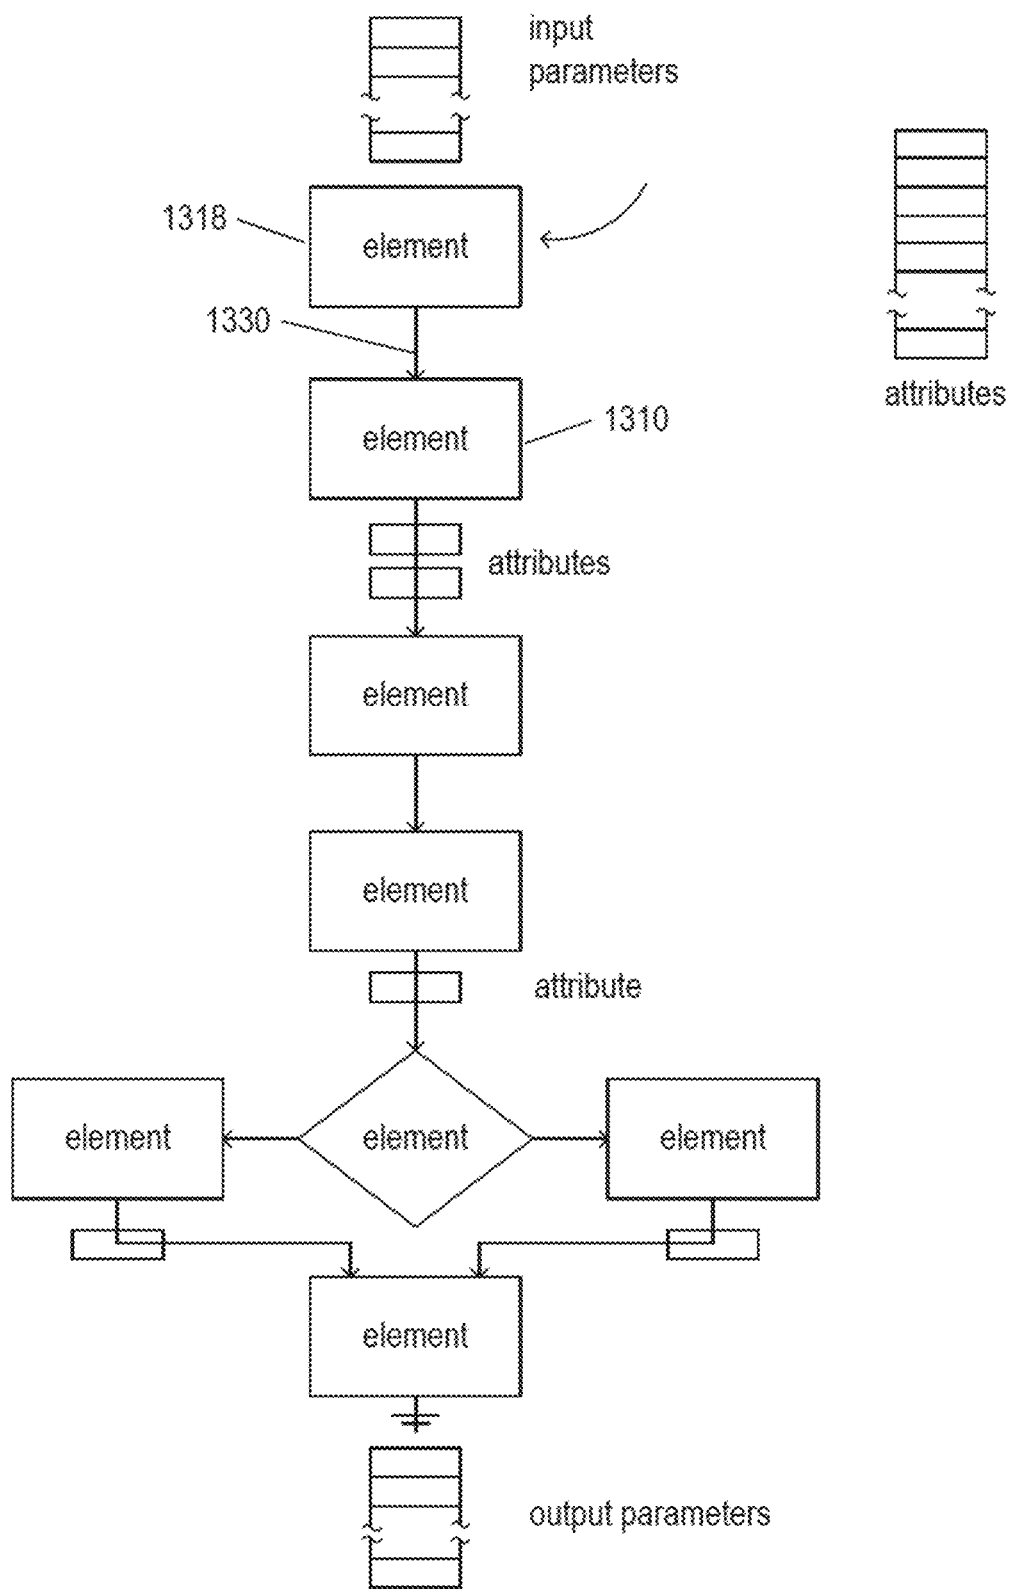 input
parameters
1318
element
1330
attributes
element
1310
attributes
element
element
attribute
element
element
element
element
output parameters